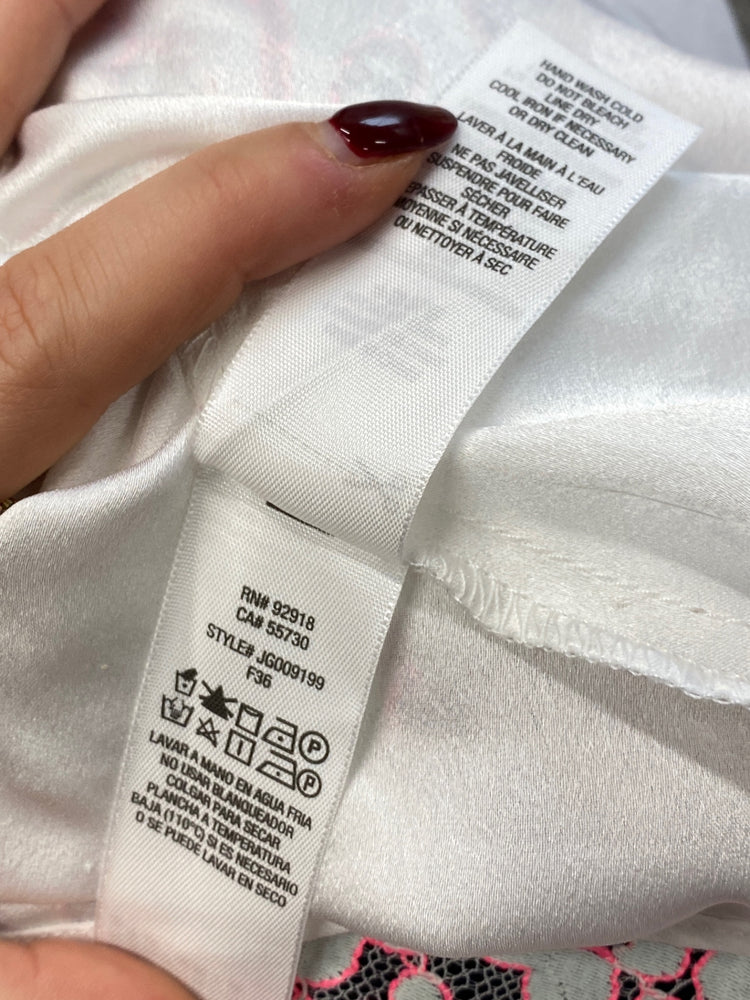 HAND WASH COLD
DO NOT BLEACH
LINE DRY
COOL IRON IF NECESSARY
OR DRY CLEAN
LAVER À LA MAIN À L'EAU
FROIDE
NE PAS JAVELLISER
SUSPENDRE POUR FAIRE
SÉCHER
EPASSER À TEMPÉRATURE
MOYENNE SI NÉCESSAIRE
OU NETTOYER À SEC
RN# 92918
CA# 55730
STYLE# JG009199
F36
P
P
LAVAR A MANO EN AGUA FRIA
NO USAR BLANQUEADOR
COLGAR PARA SECAR
PLANCHA A TEMPERATURA
BAJA (110°C) SI ES NECESARIO
O SE PUEDE LAVAR EN SECO